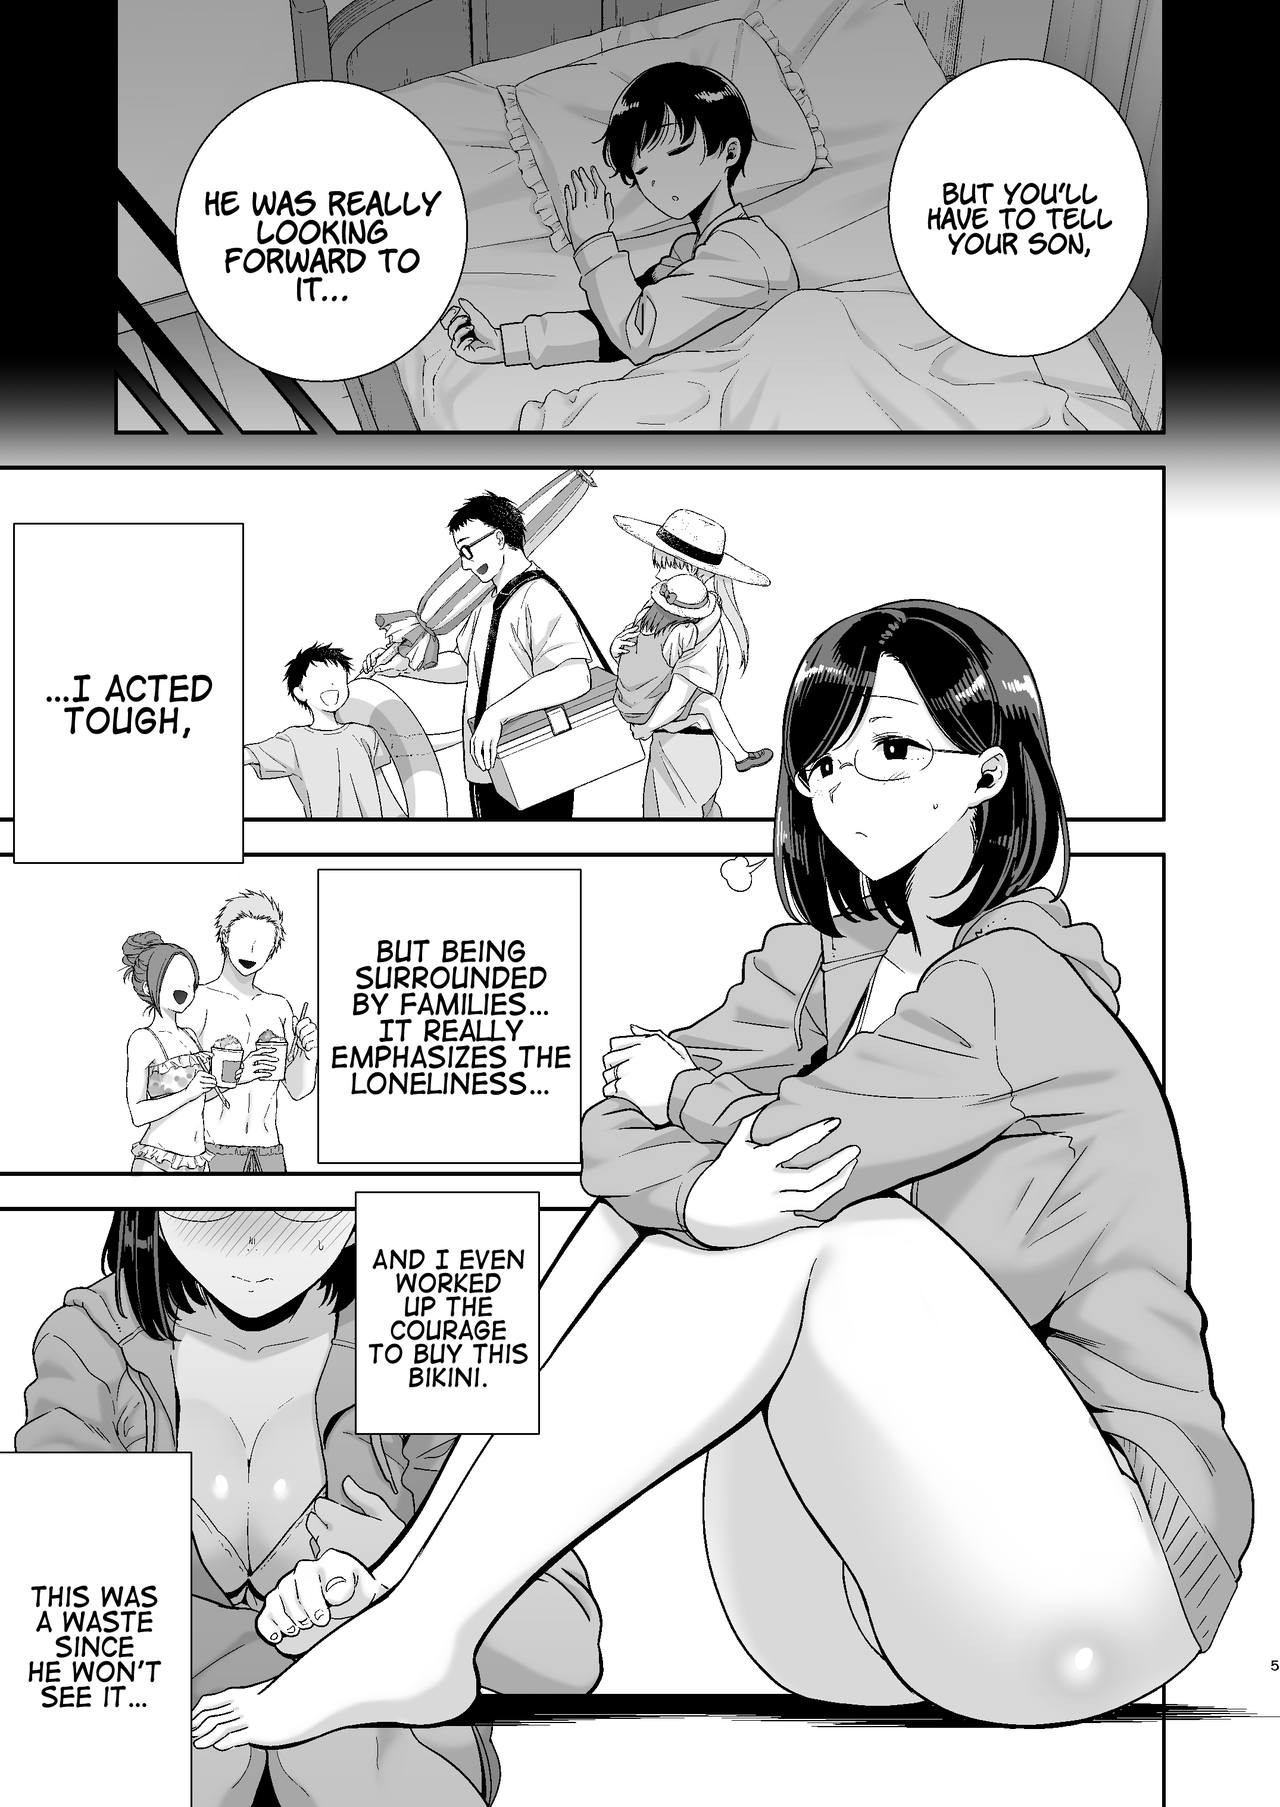 BUT YOU'LL
HAVE TO TELL
YOUR SON,
HE WAS REALLY
LOOKING
FORWARD TO
IT...
...I ACTED
TOUGH,
BUT BEING
SURROUNDED
BY FAMILIES...
IT REALLY
EMPHASIZES THE
LONELINESS...
AND I EVEN
WORKED
UP THE
COURAGE
TO BUY THIS
BIKINI.
THIS WAS
A WASTE
SINCE
HE WON'T
SEE IT...
5